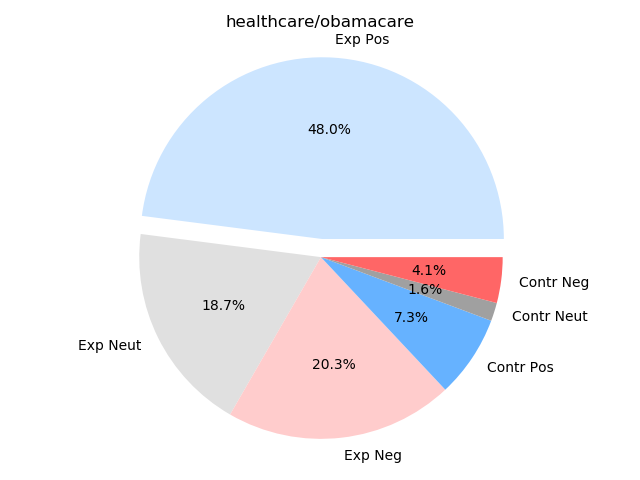 healthcare/obamacare
Exp Pos
48.0%
4.1%
Contr Neg
1.6%
18.7%
Contr Neut
7.3%
Exp Neut
20.3%
Contr Pos
Exp Neg